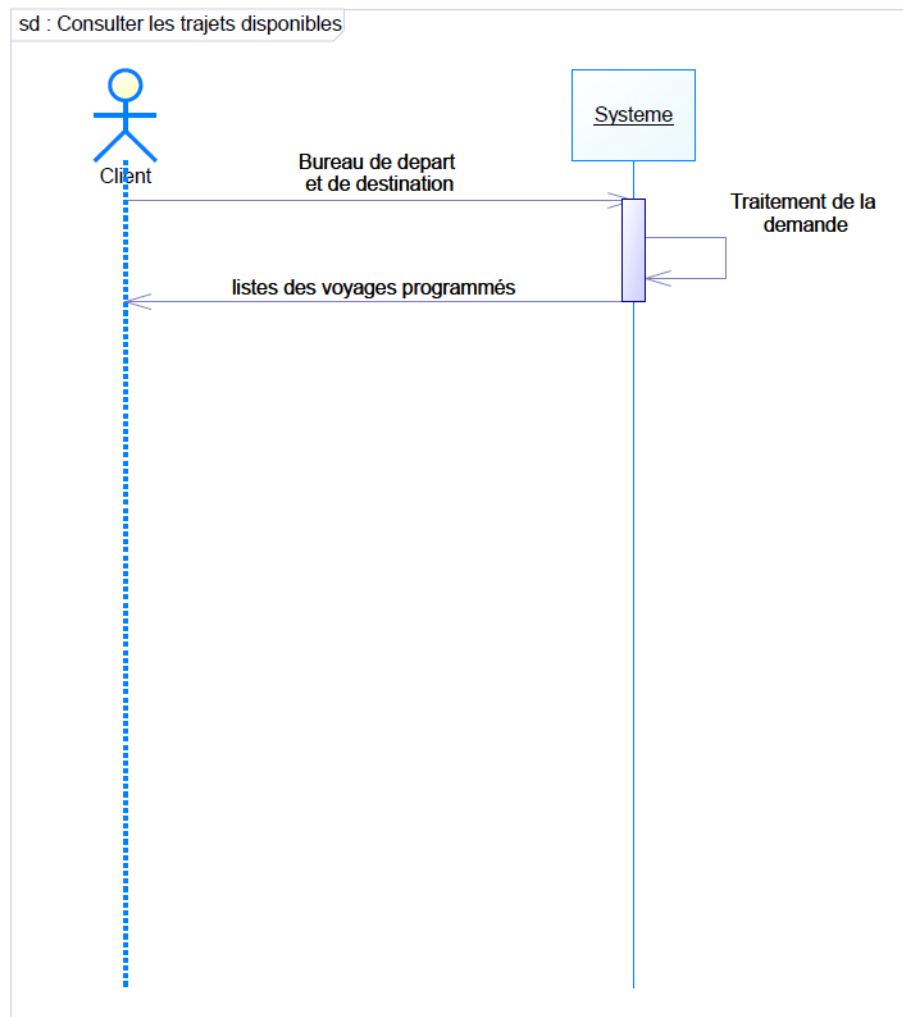 sd : Consulter les trajets disponibles
Systeme
Client
Bureau de depart
et de destination
Traitement de la
demande
listes des voyages programmés